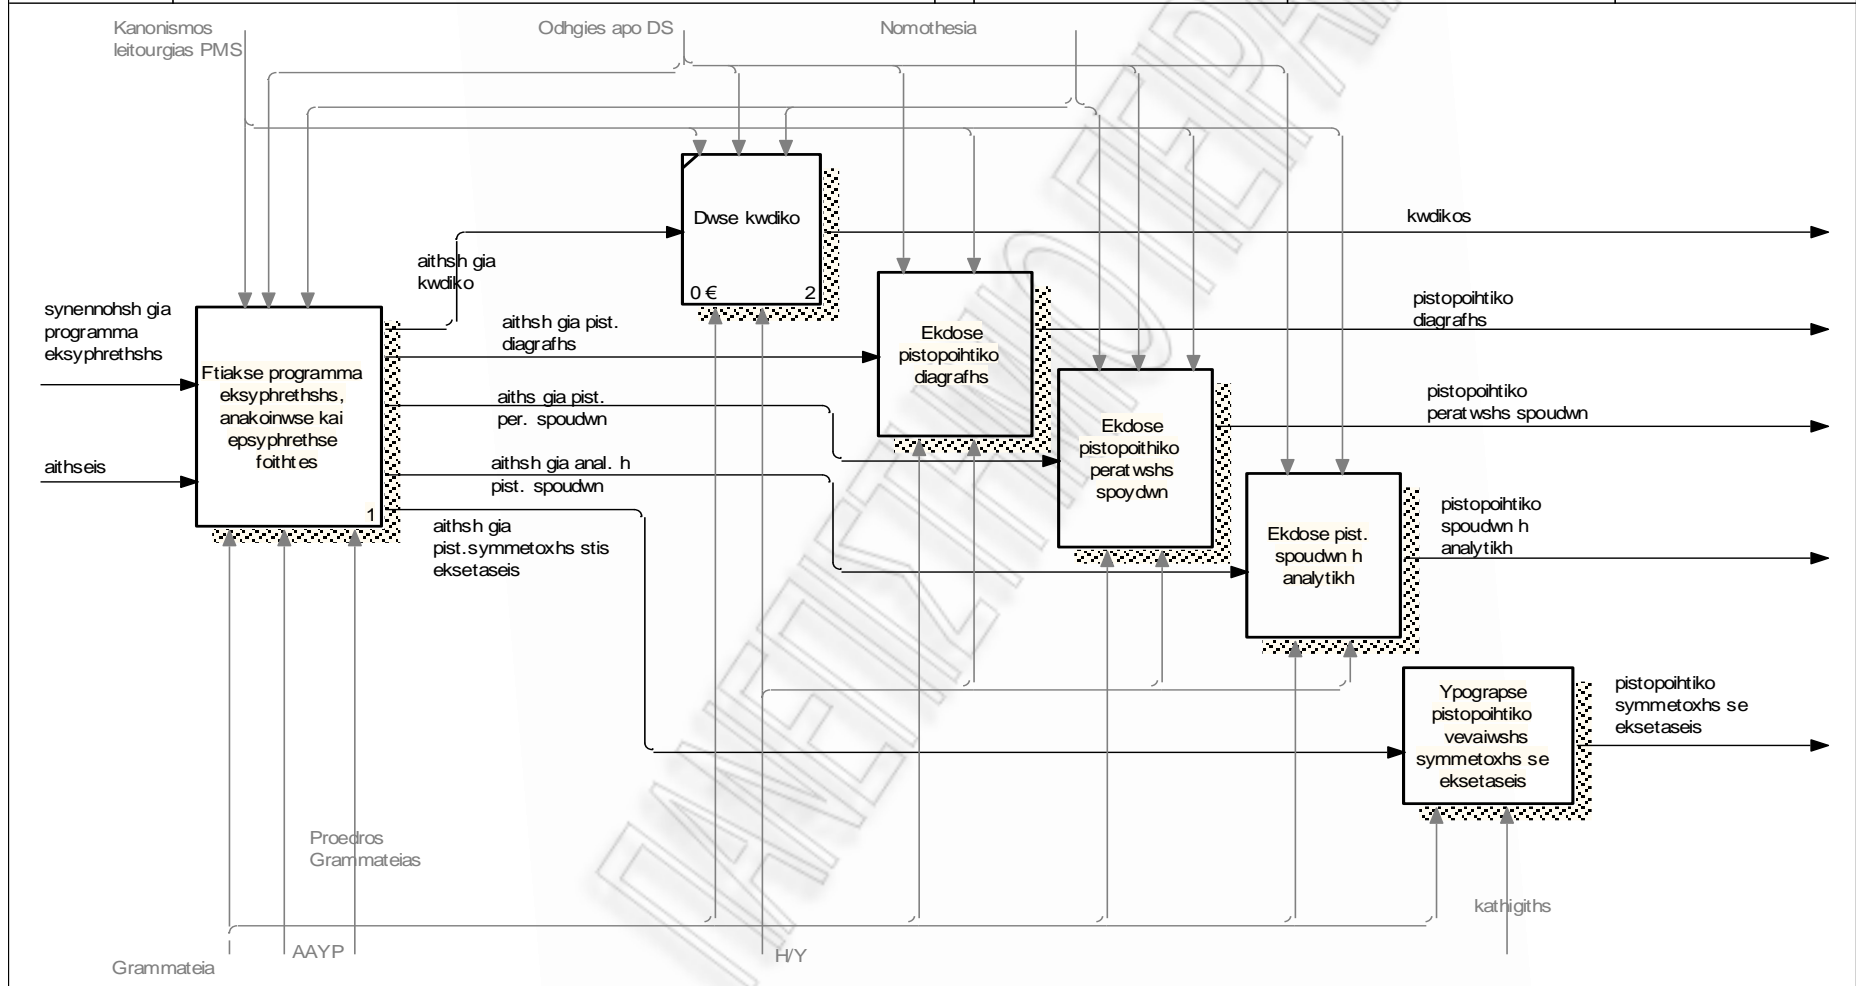 Kanonismos
leitourgias PMS
Odhgies apo DS
Nomothesia
Dwse kwdiko
0 €
2
kwdikos
aithsh gia
kwdiko
synennohsh gia
programma
eksyphrethshs
aithseis
Ftiakse programma
eksyphrethshs,
anakoinwse kai
epsyphrethse
foithtes
1
aithsh gia pist.
diagrafhs
aiths gia pist.
per. spoudwn
aithsh gia anal. h
pist. spoudwn
aithsh gia
pist.symmetoxhs stis
eksetaseis
Ekdose
pistopoihtiko
diagrafhs
pistopoihtiko
diagrafhs
Ekdose
pistopoithiko
peratwshs
spoydwn
pistopoihtiko
peratwshs spoudwn
Ekdose pist.
spoudwn h
analytikh
pistopoihtiko
spoudwn h
analytikh
Ypograpse
pistopoihtiko
vevaiwshs
symmetoxhs se
eksetaseis
pistopoihtiko
symmetoxhs se
eksetaseis
Proedros
Grammateias
kathigiths
Grammateia
AAYP
H/Y